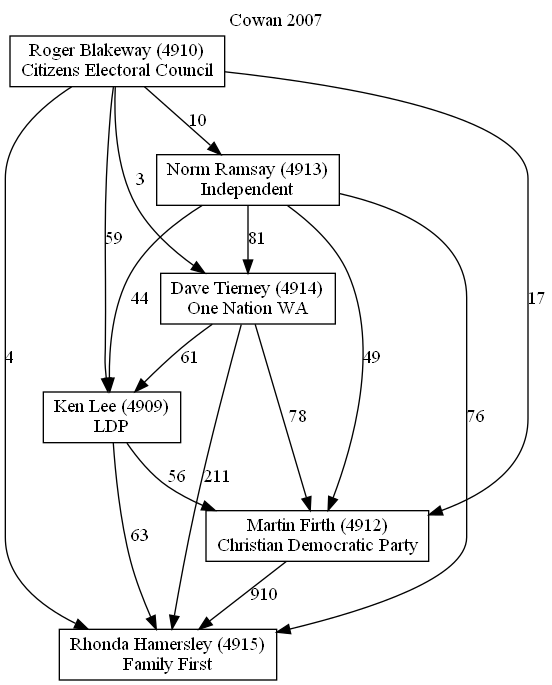 Cowan 2007
Roger Blakeway (4910)
Citizens Electoral Council
10
Norm Ramsay (4913)
Independent
3
59
81
44
17
Dave Tierney (4914)
One Nation WA
4
61
49
78
76
Ken Lee (4909)
LDP
56
211
63
Martin Firth (4912)
Christian Democratic Party
910
Rhonda Hamersley (4915)
Family First